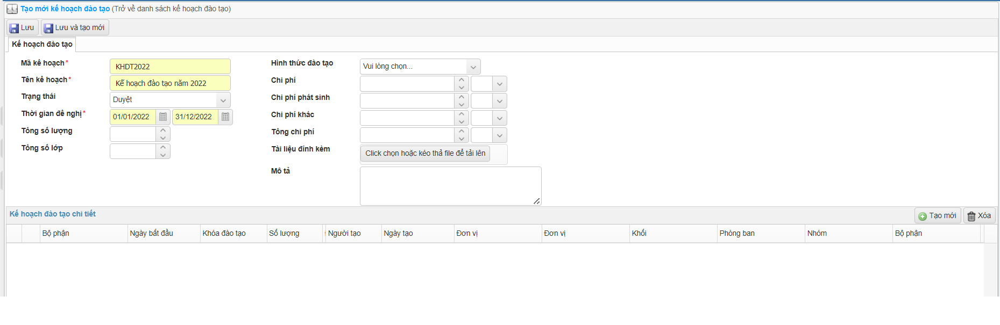 Tạo mới kế hoạch đào tạo (Trở về danh sách kế hoạch đào tạo)
Lưu Lưu và tạo mới
Kế hoạch đào tạo
Mã kế hoạch* KHDT2022
Tên kế hoạch* Kế hoạch đào tạo năm 2022
Trạng thái Duyệt
Thời gian đề nghị* 01/01/2022 31/12/2022
Tổng số lượng
Tổng số lớp
Hình thức đào tạo Vui lòng chọn...
Chi phí
Chi phí phát sinh
Chi phí khác
Tổng chi phí
Tài liệu đính kèm Click chọn hoặc kéo thả file để tải lên
Mô tả
Kế hoạch đào tạo chi tiết Tạo mới Xóa
Bộ phận Ngày bắt đầu Khóa đào tạo Số lượng Người tạo Ngày tạo Đơn vị Đơn vị Khối Phòng ban Nhóm Bộ phận